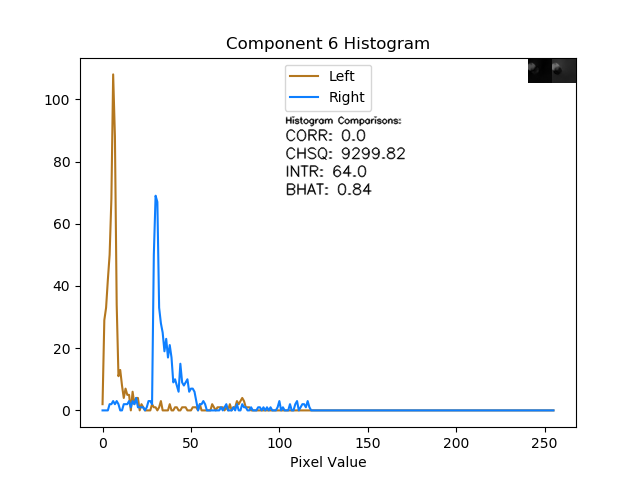 Component 6 Histogram
Left
Right
Histogram Comparisons:
CORR: 0.0
CHSQ: 9299.82
INTR: 64.0
BHAT: 0.84
100
80
60
40
20
0
0 50 100 150 200 250
Pixel Value